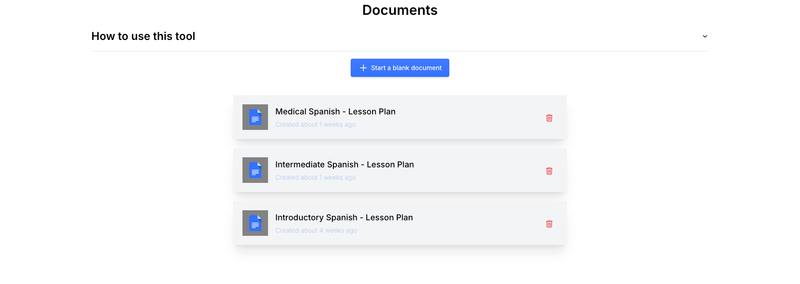 Documents
How to use this tool
Start a blank document
Medical Spanish - Lesson Plan
Created about 1 weeks ago
Intermediate Spanish - Lesson Plan
Created about 1 weeks ago
Introductory Spanish - Lesson Plan
Created about 4 weeks ago